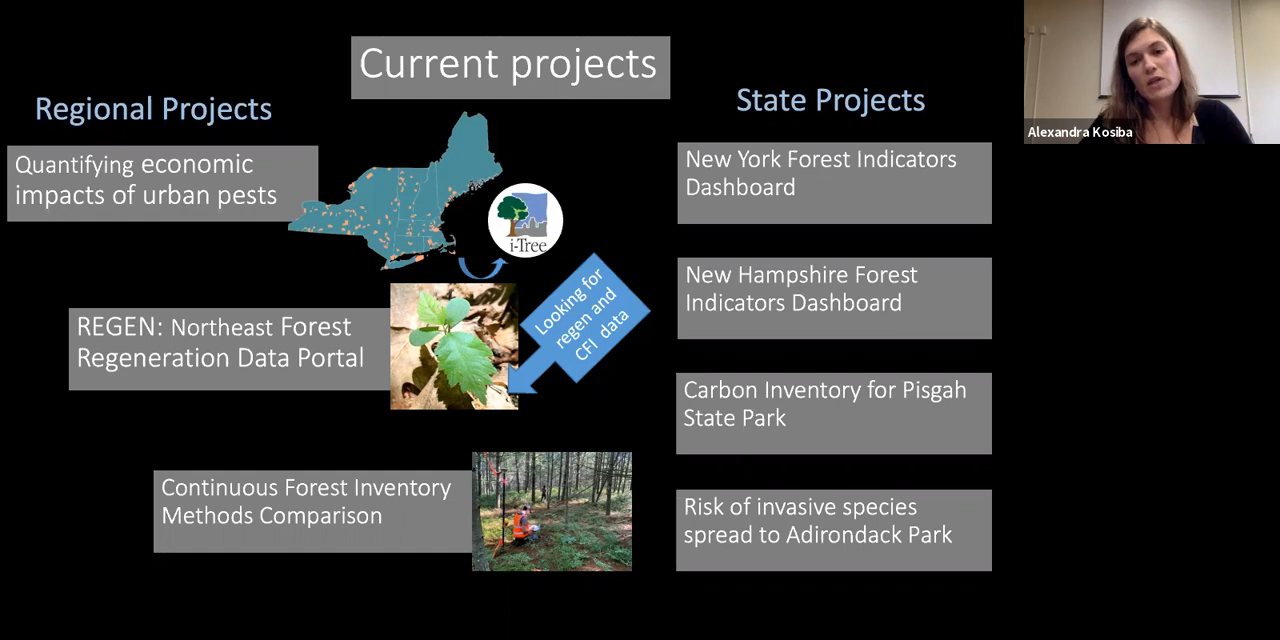 Current projects
Regional Projects
Quantifying economic
impacts of urban pests
i-Tree
Looking for
regen and
CFI data
REGEN: Northeast Forest
Regeneration Data Portal
Continuous Forest Inventory
Methods Comparison
State Projects
New York Forest Indicators
Dashboard
New Hampshire Forest
Indicators Dashboard
Carbon Inventory for Pisgah
State Park
Risk of invasive species
spread to Adirondack Park
Alexandra Kosiba